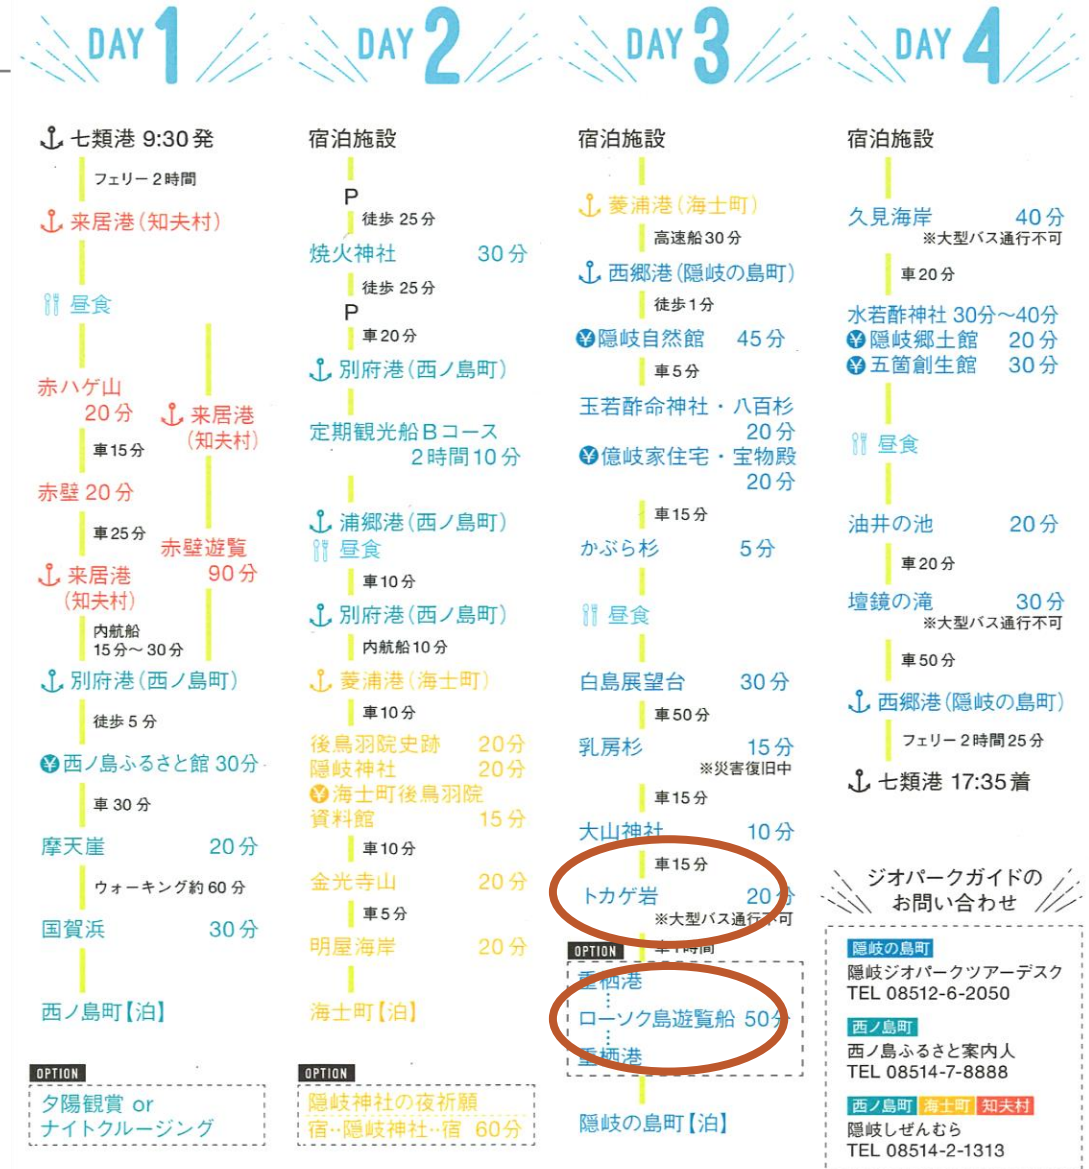 DAY 1
七類港 9:30発
フェリー2時間
来居港(知夫村)
昼食
赤ハゲ山
20分
車15分
赤壁 20分
車25分
来居港
(知夫村)
内航船
15分〜30分
来居港
(知夫村)
赤壁遊覧
90分
別府港(西ノ島町)
徒歩5分
¥西ノ島ふるさと館 30分
車30分
摩天崖 20分
ウォーキング約60分
国賀浜 30分
西ノ島町【泊】
OPTION
夕陽観賞 or
ナイトクルージング
DAY 2
宿泊施設
P
徒歩25分
焼火神社 30分
徒歩25分
P
車20分
別府港(西ノ島町)
定期観光船Bコース
2時間10分
浦郷港(西ノ島町)
昼食
車10分
別府港(西ノ島町)
内航船10分
菱浦港(海士町)
車10分
後鳥羽院史跡 20分
隠岐神社 20分
¥海士町後鳥羽院
資料館 15分
車10分
金光寺山 20分
車5分
明屋海岸 20分
海士町【泊】
OPTION
隠岐神社の夜祈願
宿‥隠岐神社‥宿 60分
DAY 3
宿泊施設
菱浦港(海士町)
高速船30分
西郷港(隠岐の島町)
徒歩1分
¥隠岐自然館 45分
車5分
玉若酢命神社・八百杉
20分
¥億岐家住宅・宝物殿
20分
車15分
かぶら杉 5分
昼食
白島展望台 30分
車50分
乳房杉 15分
※災害復旧中
車15分
大山神社 10分
車15分
トカゲ岩 20分
※大型バス通行不可
車1時間
OPTION
重栖港
ローソク島遊覧船 50分
重栖港
隠岐の島町【泊】
DAY 4
宿泊施設
久見海岸 40分
※大型バス通行不可
車20分
水若酢神社 30分〜40分
¥隠岐郷土館 20分
¥五箇創生館 30分
昼食
油井の池 20分
車20分
壇鏡の滝 30分
※大型バス通行不可
車50分
西郷港(隠岐の島町)
フェリー2時間25分
七類港 17:35着
ジオパークガイドの
お問い合わせ
隠岐の島町
隠岐ジオパークツアーデスク
TEL 08512-6-2050
西ノ島町
西ノ島ふるさと案内人
TEL 08514-7-8888
西ノ島町 海士町 知夫村
隠岐しぜんむら
TEL 08514-2-1313